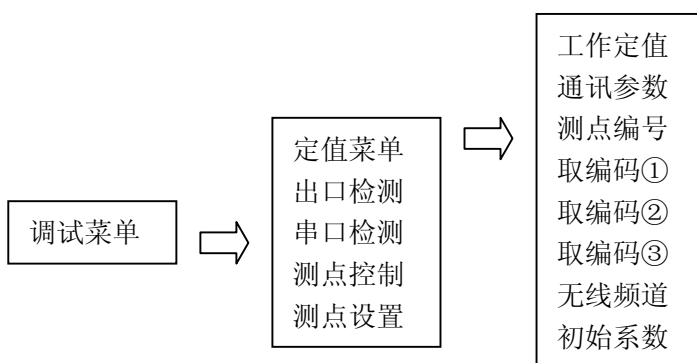 调试菜单
定值菜单
出口检测
串口检测
测点控制
测点设置
工作定值
通讯参数
测点编号
取编码①
取编码②
取编码③
无线频道
初始系数